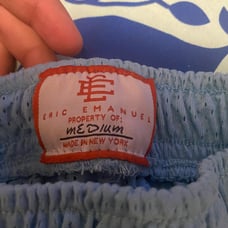 EE
ERIC EMANUEL
PROPERTY OF:
MEDIUM
MADE IN NEW YORK